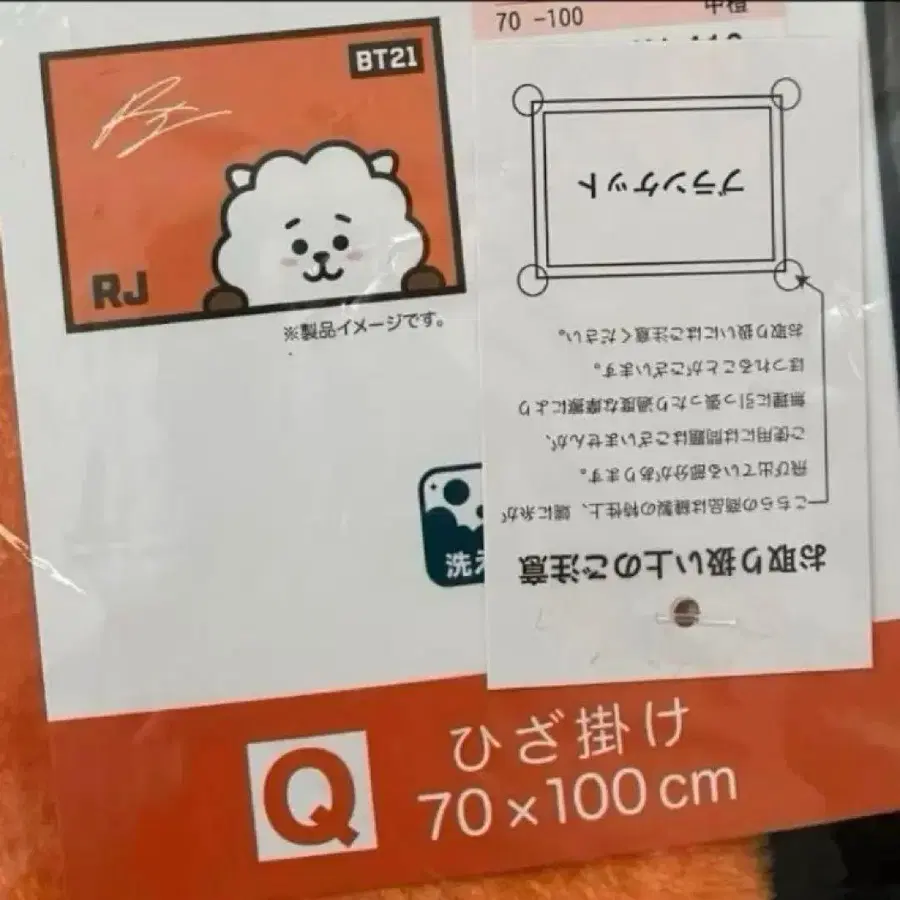 70 -100
BT21
RJ
※製品イメージです。
洗え
お取り扱い上のご注意
こちらの商品は縫製の特性上、端に糸が
飛び出ている部分があります。
ご使用には問題はございませんが、
無理に引っ張ったり過度な摩擦により
ほつれることがございます。
お取り扱いにはご注意ください。
ブランケット
Q
ひざ掛け
70×100cm